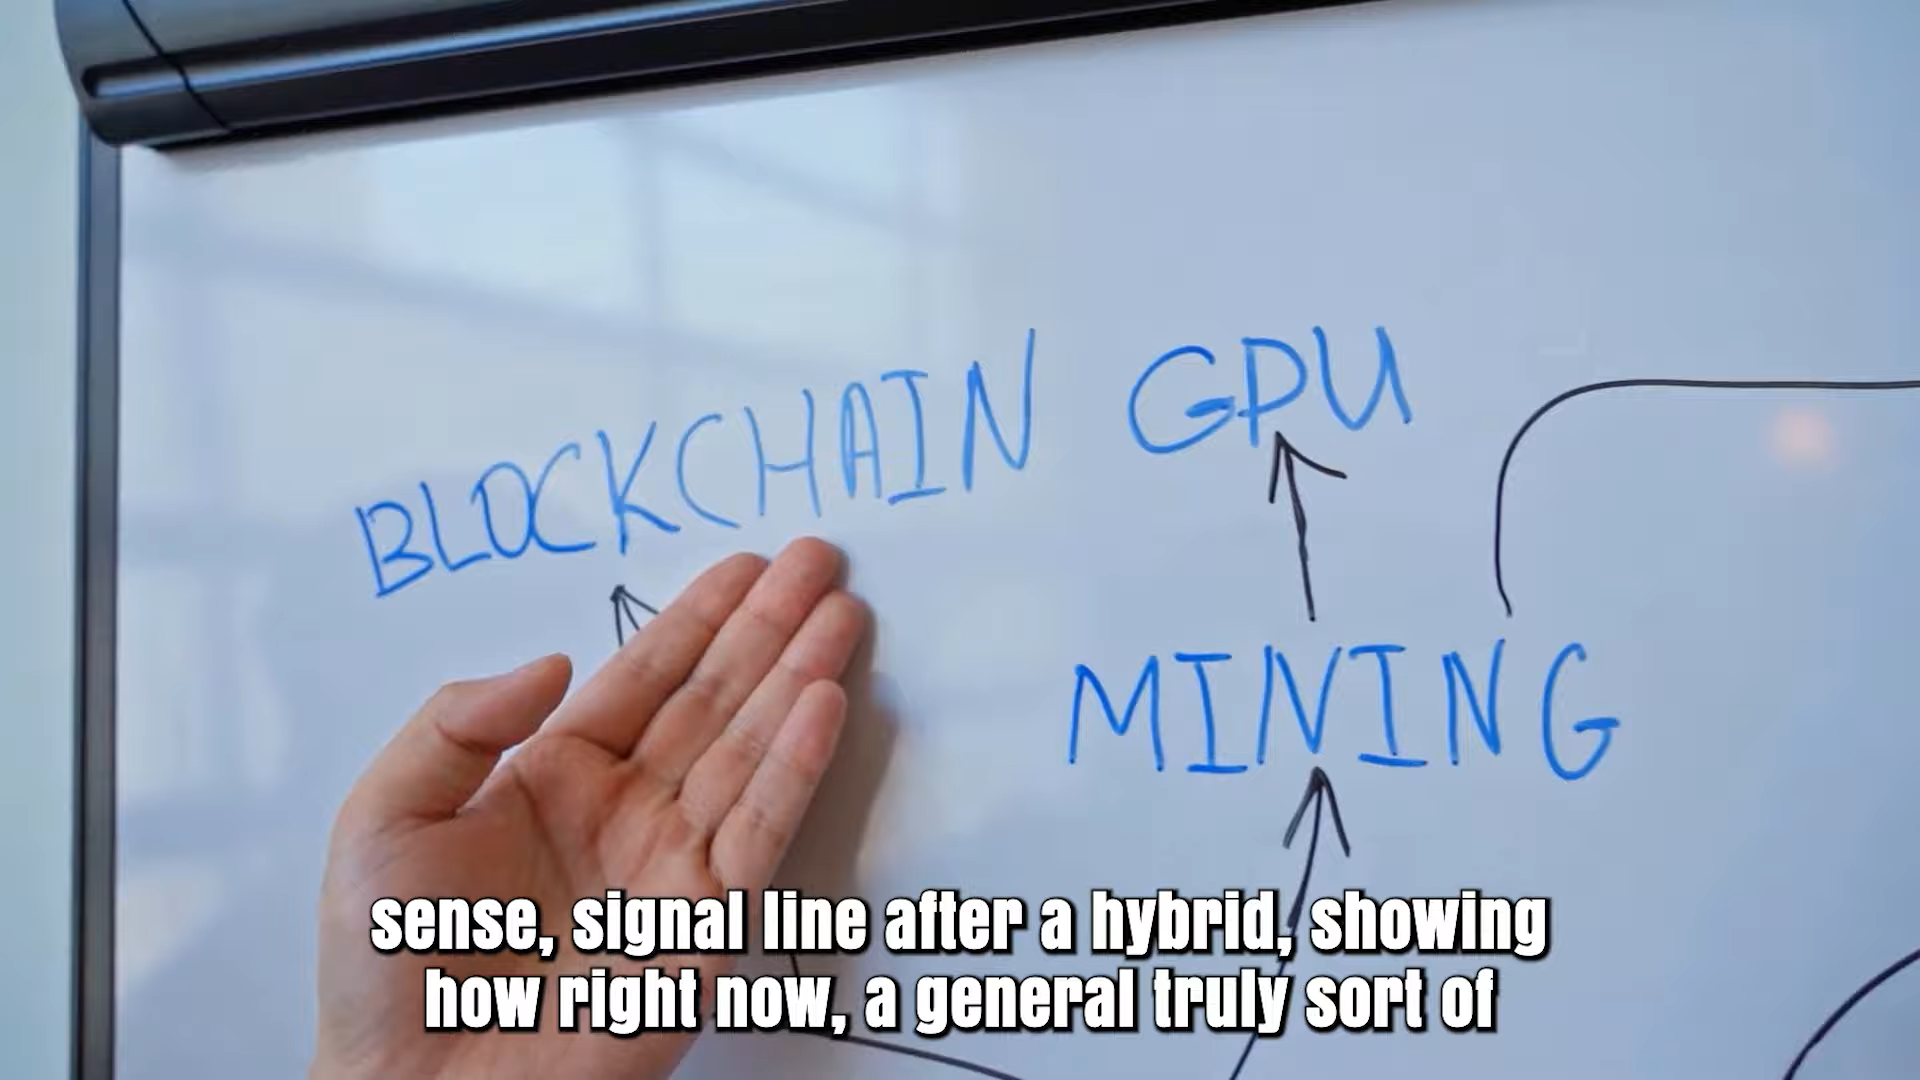 BLOCKCHAIN GPU
MINING
sense, signal line after a hybrid, showing
how right now, a general truly sort of